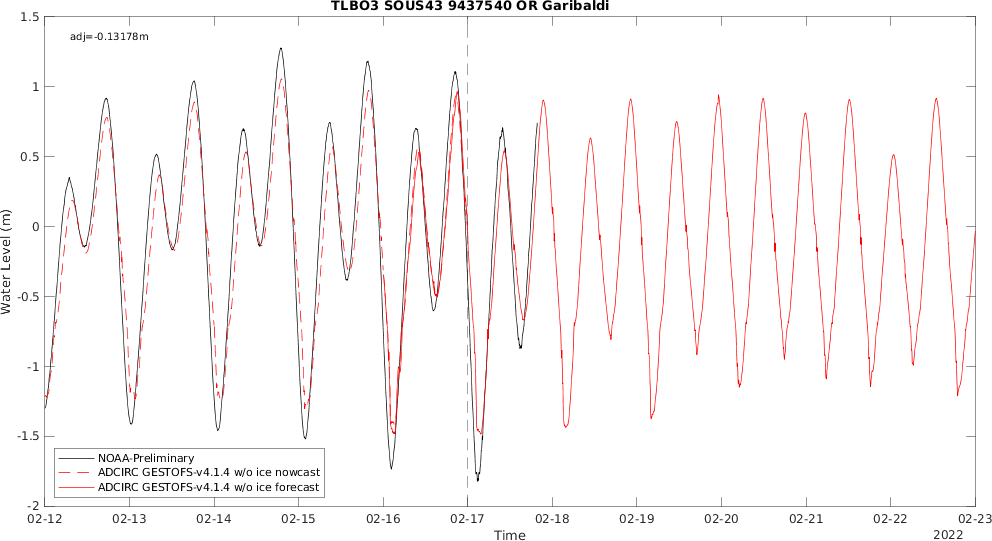 TLBO3 SOUS43 9437540 OR Garibaldi
adj=-0.13178m
1.5
1
0.5
0
-0.5
-1
-1.5
-2
Water Level (m)
NOAA-Preliminary
ADCIRC GESTOFS-v4.1.4 w/o ice nowcast
ADCIRC GESTOFS-v4.1.4 w/o ice forecast
02-12 02-13 02-14 02-15 02-16 02-17 02-18 02-19 02-20 02-21 02-22 02-23
Time
2022